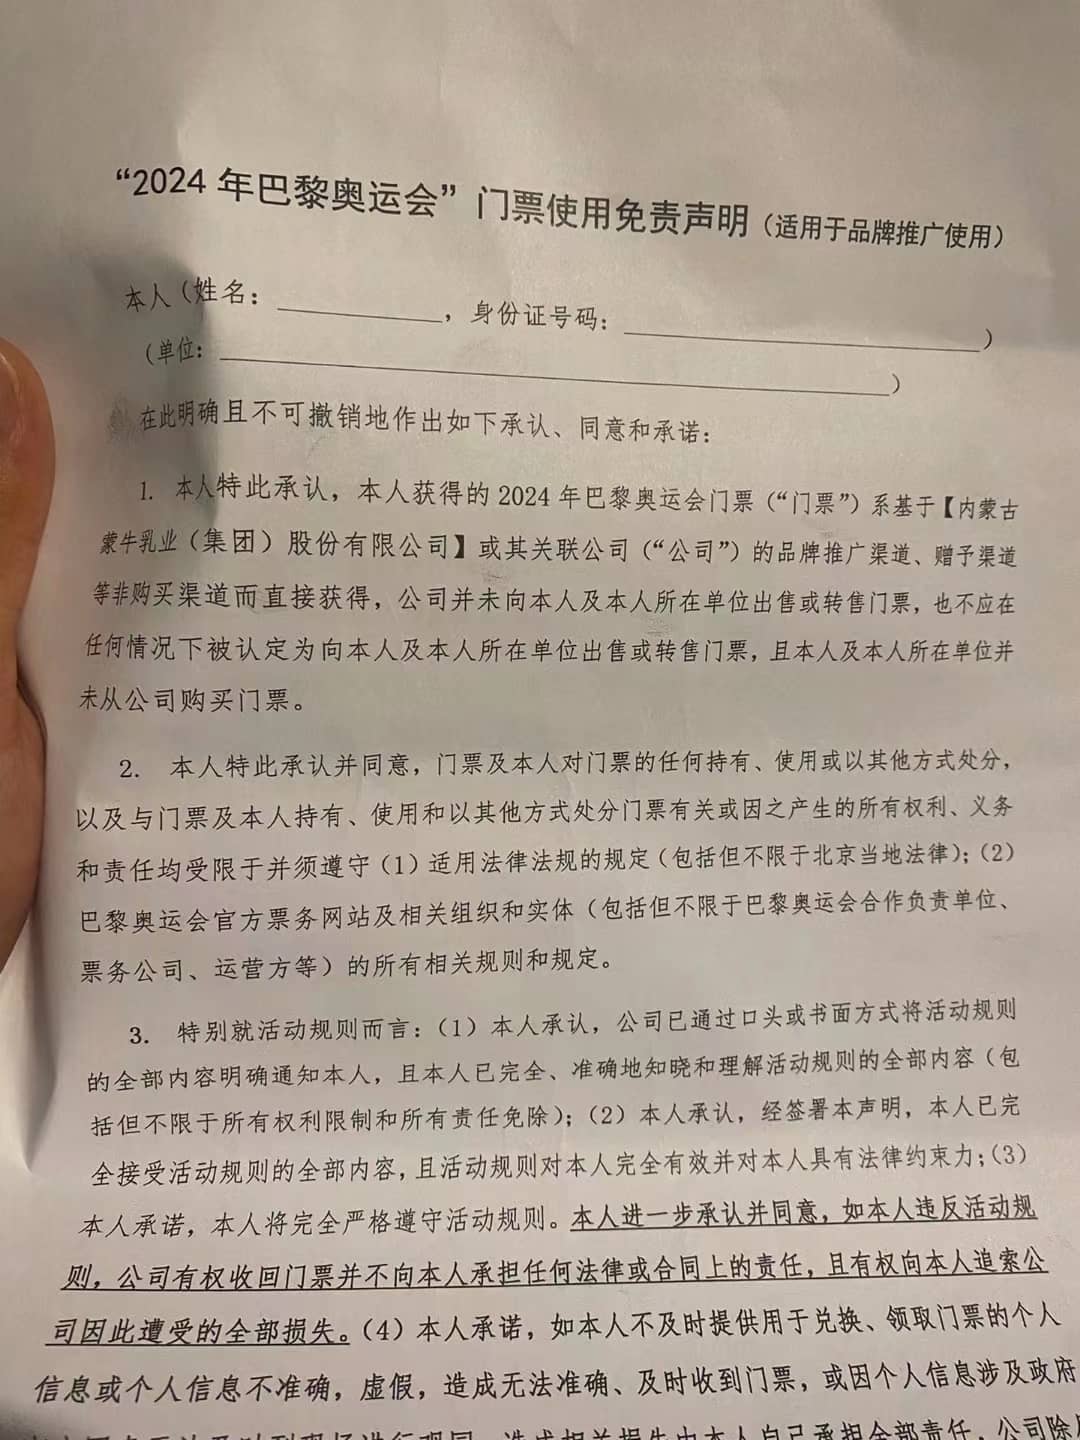 “2024 年巴黎奥运会”门票使用免责声明（适用于品牌推广使用）
本人（姓名：__________，身份证号码：____________________）
（单位：________________________________________）
在此明确且不可撤销地作出如下承认、同意和承诺：
1. 本人特此承认，本人获得的 2024 年巴黎奥运会门票（“门票”）系基于【内蒙古
蒙牛乳业（集团）股份有限公司】或其关联公司（“公司”）的品牌推广渠道、赠予渠道
等非购买渠道而直接获得，公司并未向本人及本人所在单位出售或转售门票，也不应在
任何情况下被认定为向本人及本人所在单位出售或转售门票，且本人及本人所在单位并
未从公司购买门票。
2. 本人特此承认并同意，门票及本人对门票的任何持有、使用或以其他方式处分，
以及与门票及本人持有、使用和以其他方式处分门票有关或因之产生的所有权利、义务
和责任均受限于并须遵守（1）适用法律法规的规定（包括但不限于北京当地法律）；（2）
巴黎奥运会官方票务网站及相关组织和实体（包括但不限于巴黎奥运会合作负责单位、
票务公司、运营方等）的所有相关规则和规定。
3. 特别就活动规则而言：（1）本人承认，公司已通过口头或书面方式将活动规则
的全部内容明确通知本人，且本人已完全、准确地知晓和理解活动规则的全部内容（包
括但不限于所有权利限制和所有责任免除）；（2）本人承认，经签署本声明，本人已完
全接受活动规则的全部内容，且活动规则对本人完全有效并对本人具有法律约束力；（3）
本人承诺，本人将完全严格遵守活动规则。本人进一步承认并同意，如本人违反活动规
则，公司有权收回门票并不向本人承担任何法律或合同上的责任，且有权向本人追索公
司因此遭受的全部损失。（4）本人承诺，如本人不及时提供用于兑换、领取门票的个人
信息或个人信息不准确，虚假，造成无法准确、及时收到门票，或因个人信息涉及政府
造成相关损失由本人自己承担全部责任，公司除